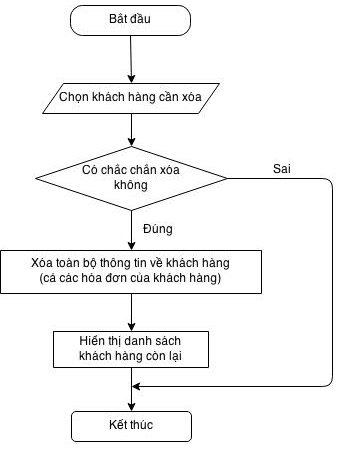 Bắt đầu
Chọn khách hàng cần xóa
Có chắc chắn xóa
không
Sai
Đúng
Xóa toàn bộ thông tin về khách hàng
(cả các hóa đơn của khách hàng)
Hiển thị danh sách
khách hàng còn lại
Kết thúc